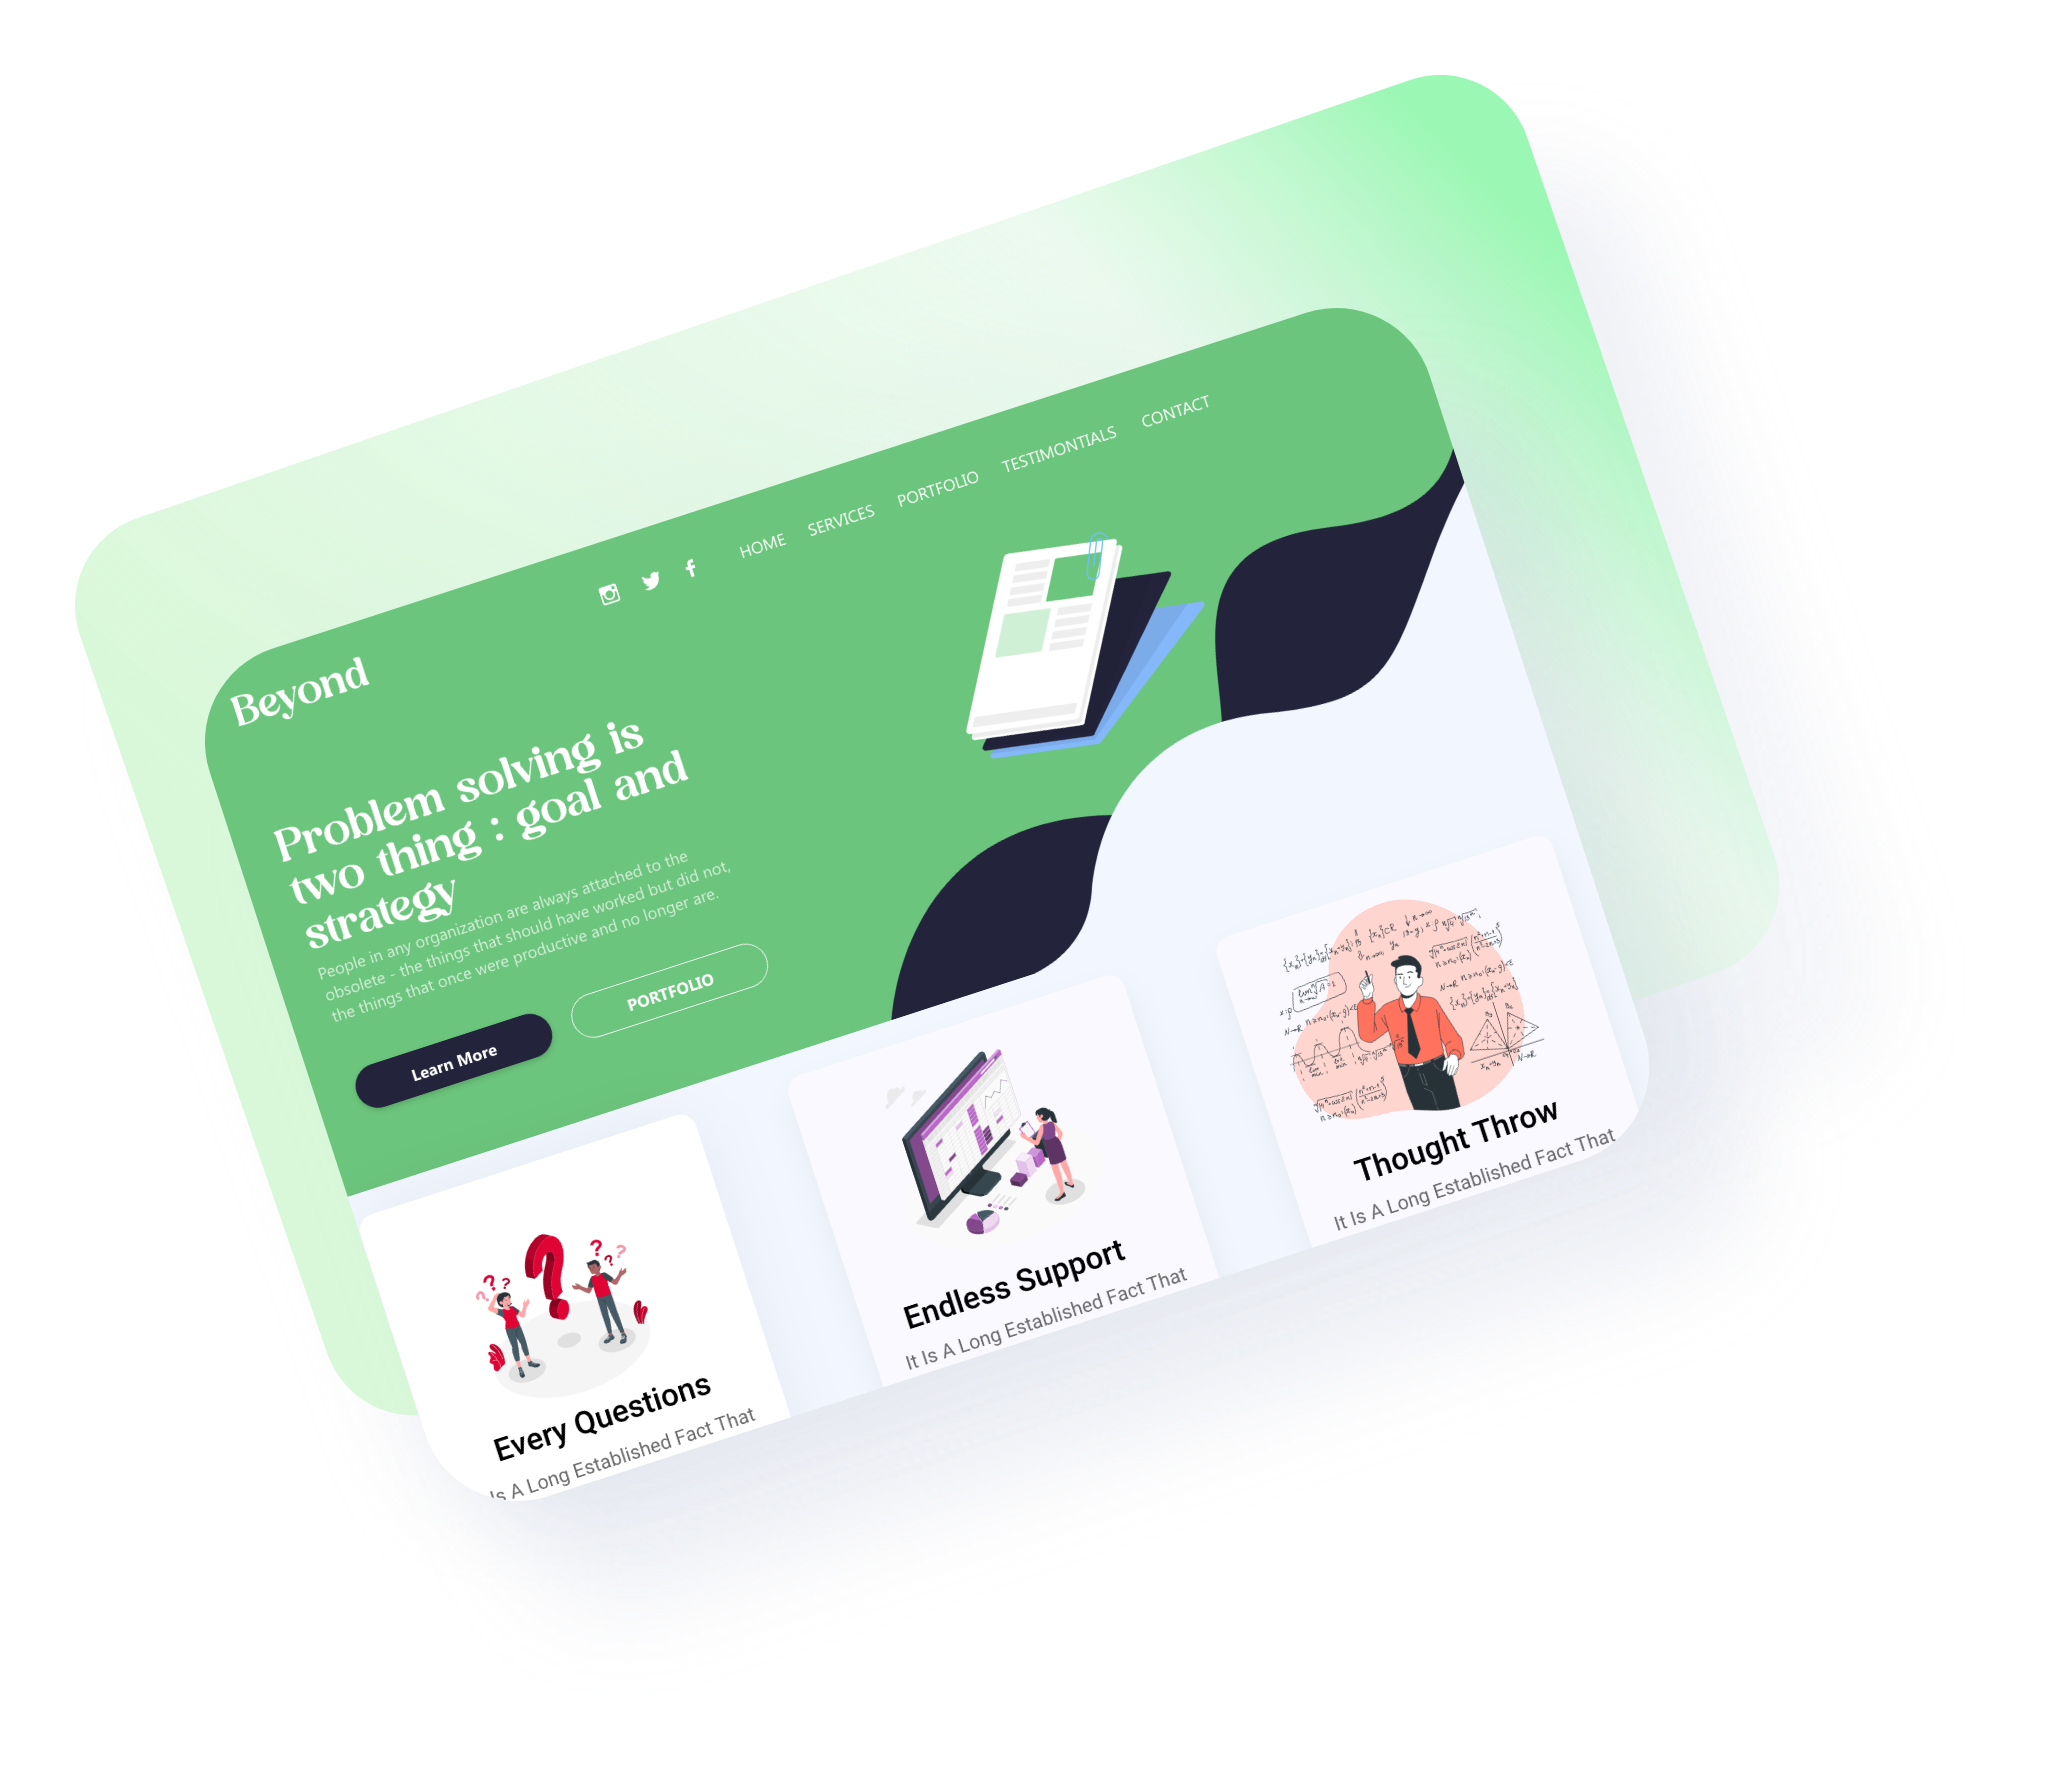 Beyond
HOME SERVICES PORTFOLIO TESTIMONTIALS CONTACT
Problem solving is
two thing : goal and
strategy
People in any organization are always attached to the
obsolete - the things that should have worked but did not,
the things that once were productive and no longer are.
Learn More
PORTFOLIO
Every Questions
Is A Long Established Fact That
Endless Support
It Is A Long Established Fact That
Thought Throw
It Is A Long Established Fact That